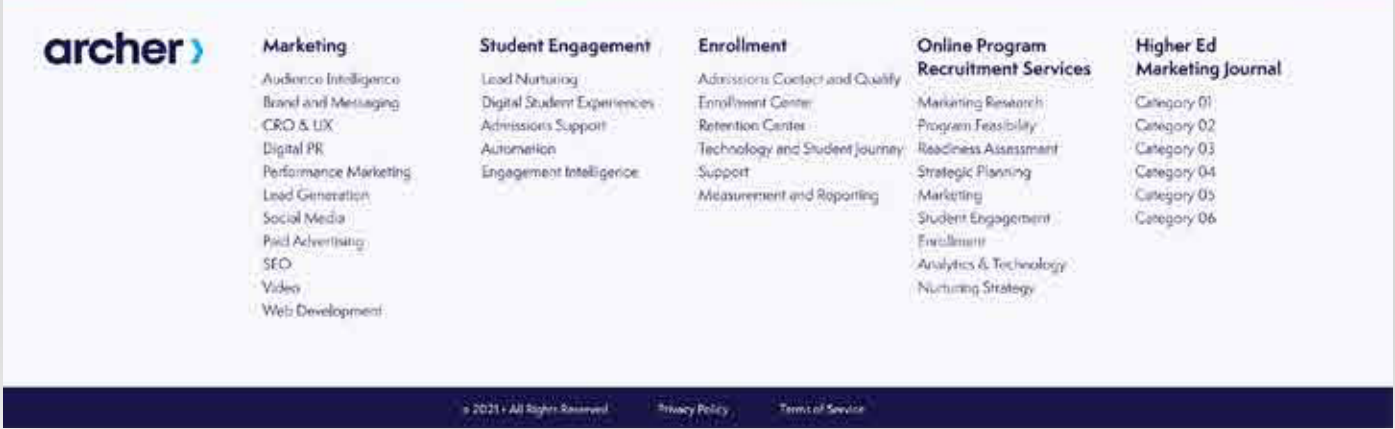 archer
Marketing
Audience Intelligence
Brand and Messaging
CRO & UX
Digital PR
Performance Marketing
Lead Generation
Social Media
Paid Advertising
SEO
Video
Web Development
Student Engagement
Lead Nurturing
Digital Student Experiences
Admissions Support
Automation
Engagement Intelligence
Enrollment
Admissions Contact and Qualify
Enrollment Center
Retention Center
Technology and Student Journey
Support
Measurement and Reporting
Online Program
Recruitment Services
Marketing Research
Program Feasibility
Readiness Assessment
Strategic Planning
Marketing
Student Engagement
Enrollment
Analytics & Technology
Nurturing Strategy
Higher Ed
Marketing Journal
Category 01
Category 02
Category 03
Category 04
Category 05
Category 06
© 2021 • All Rights Reserved Privacy Policy Terms of Service